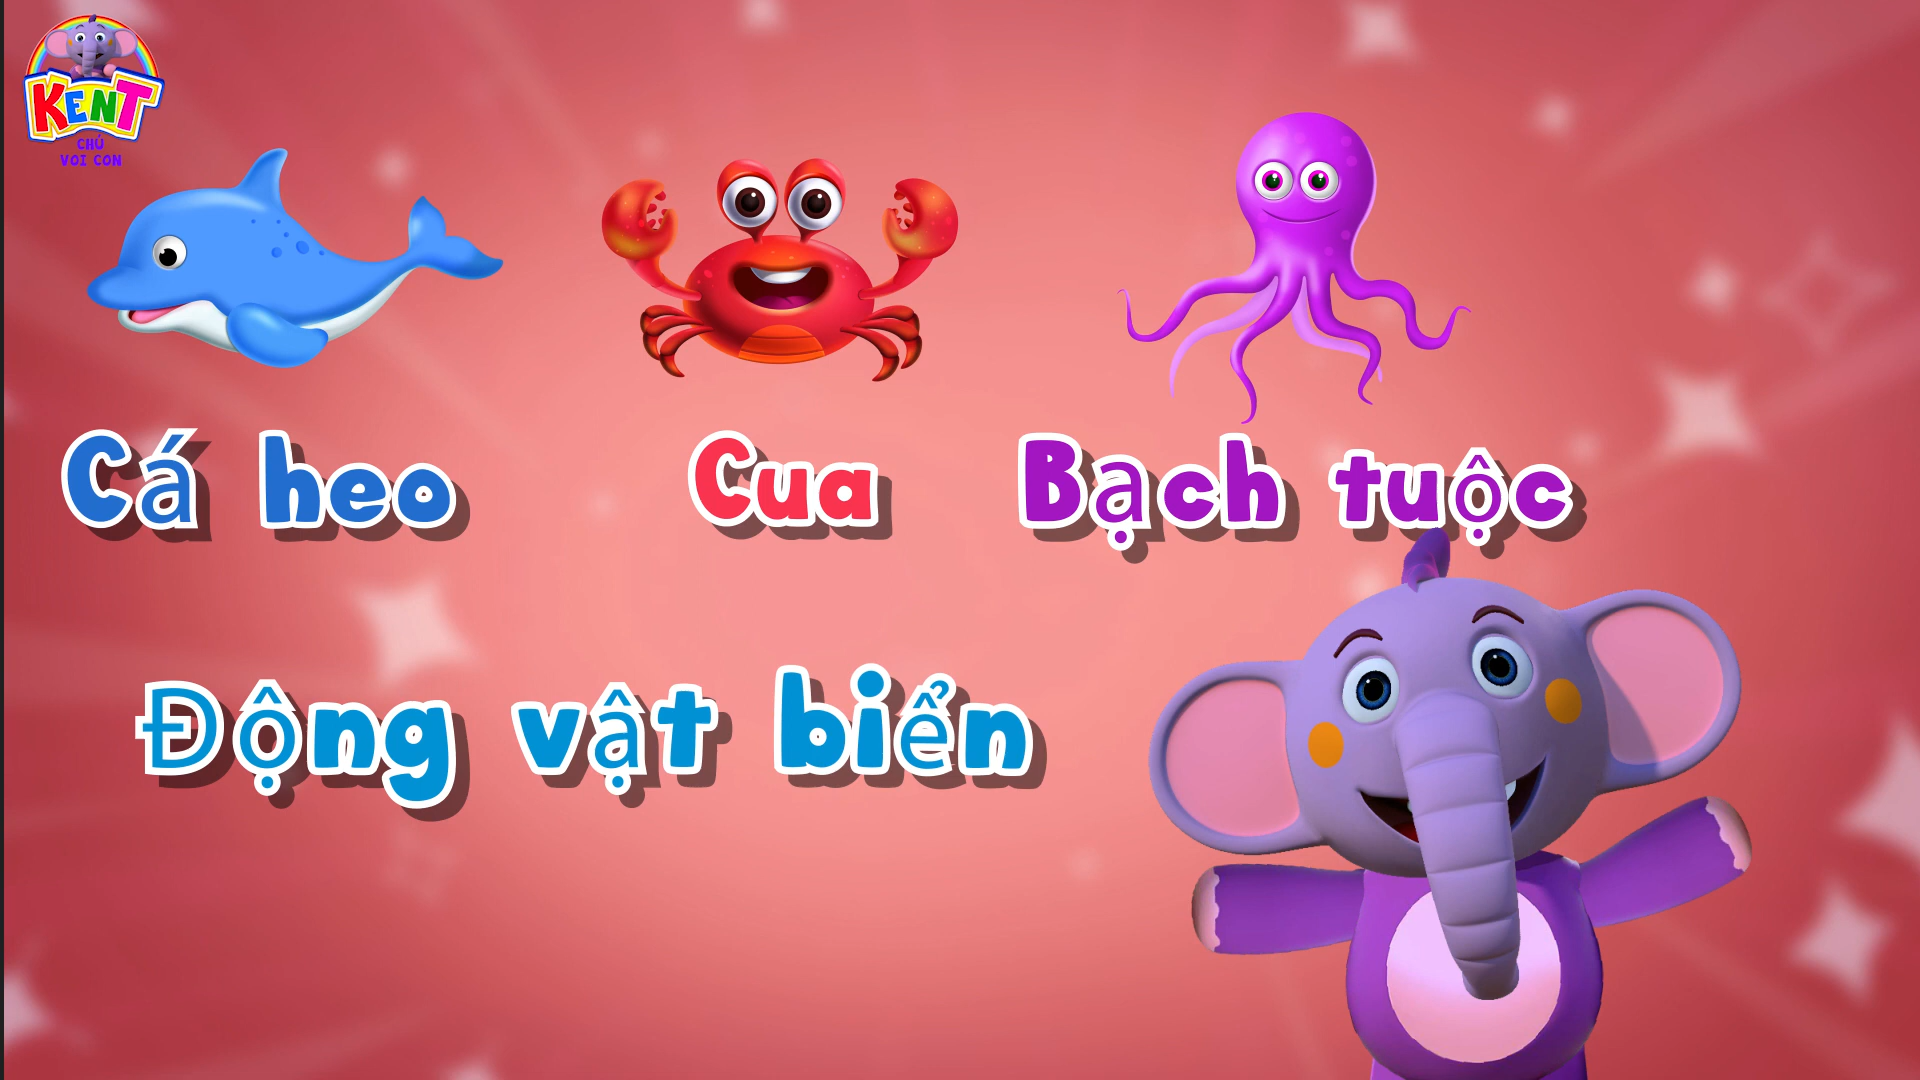 KENT
CHÚ
VOI CON
Cá heo
Cua
Bạch tuộc
Động vật biển